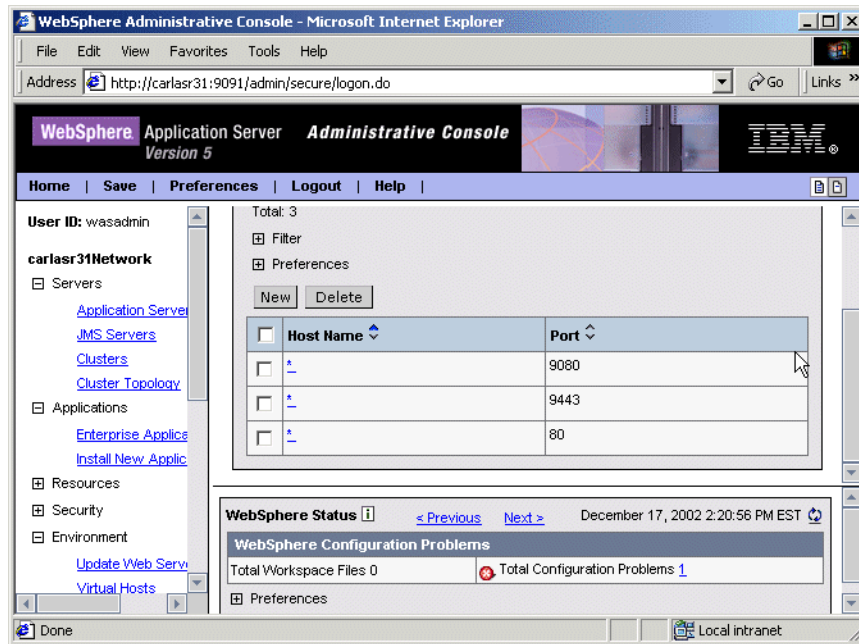 WebSphere Administrative Console - Microsoft Internet Explorer
File Edit View Favorites Tools Help
Address http://carlasr31:9091/admin/secure/logon.do Go Links »
WebSphere Application Server Administrative Console
Version 5
IBM®
Home | Save | Preferences | Logout | Help |
User ID: wasadmin
carlasr31Network
Servers
Application Server
JMS Servers
Clusters
Cluster Topology
Applications
Enterprise Applica
Install New Applic
Resources
Security
Environment
Update Web Serv
Virtual Hosts
Total: 3
Filter
Preferences
New Delete
Host Name Port
* 9080
* 9443
* 80
WebSphere Status i < Previous Next > December 17, 2002 2:20:56 PM EST
WebSphere Configuration Problems
Total Workspace Files 0 Total Configuration Problems 1
Preferences
Done Local intranet